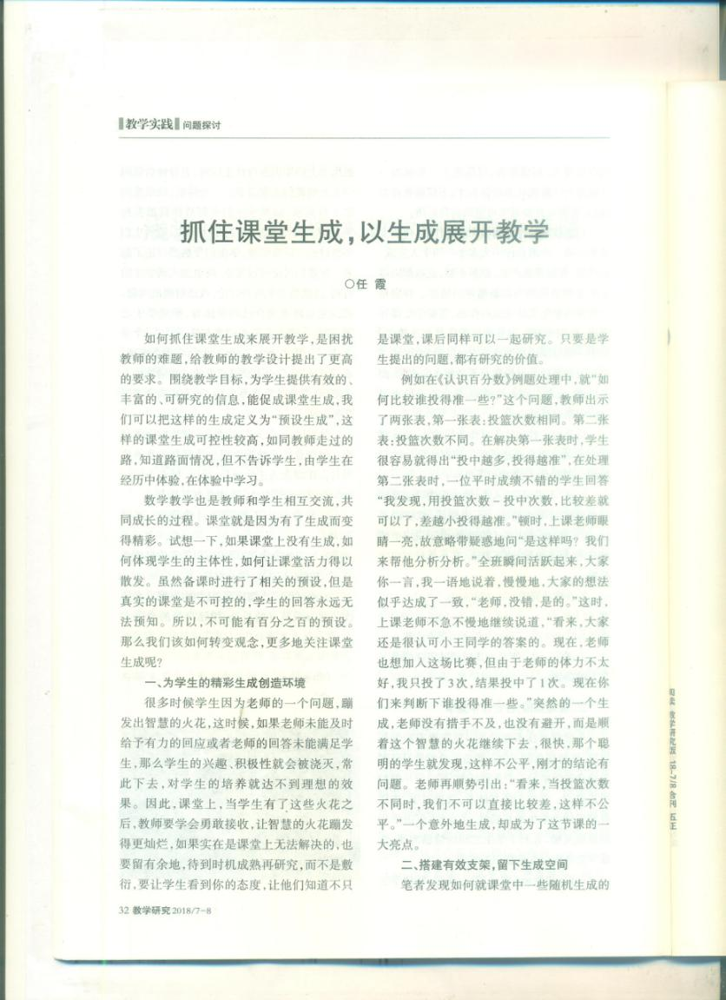 教学实践 问题探讨
抓住课堂生成,以生成展开教学
○任 霞
如何抓住课堂生成来展开教学,是困扰
教师的难题,给教师的教学设计提出了更高
的要求。围绕教学目标,为学生提供有效的、
丰富的、可研究的信息,能促成课堂生成,我
们可以把这样的生成定义为“预设生成”,这
样的课堂生成可控性较高,如同教师走过的
路,知道路面情况,但不告诉学生,由学生在
经历中体验,在体验中学习。
数学教学也是教师和学生相互交流,共
同成长的过程。课堂就是因为有了生成而变
得精彩。试想一下,如果课堂上没有生成,如
何体现学生的主体性,如何让课堂活力得以
散发。虽然备课时进行了相关的预设,但是
真实的课堂是不可控的,学生的回答永远无
法预知。所以,不可能有百分之百的预设。
那么我们该如何转变观念,更多地关注课堂
生成呢?
一、为学生的精彩生成创造环境
很多时候学生因为老师的一个问题,蹦
发出智慧的火花,这时候,如果老师未能及时
给予有力的回应或者老师的回答未能满足学
生,那么学生的兴趣、积极性就会被浇灭,常
此下去,对学生的培养就达不到理想的效
果。因此,课堂上,当学生有了这些火花之
后,教师要学会勇敢接收,让智慧的火花蹦发
得更灿烂,如果实在是课堂上无法解决的,也
要留有余地,待到时机成熟再研究,而不是敷
衍,要让学生看到你的态度,让他们知道不只
是课堂,课后同样可以一起研究。只要是学
生提出的问题,都有研究的价值。
例如在《认识百分数》例题处理中,就“如
何比较谁投得准一些?”这个问题,教师出示
了两张表,第一张表:投篮次数相同。第二张
表:投篮次数不同。在解决第一张表时,学生
很容易就得出“投中越多,投得越准”,在处理
第二张表时,一位平时成绩不错的学生回答
“我发现,用投篮次数-投中次数,比较差就
可以了,差越小投得越准。”顿时,上课老师眼
睛一亮,故意略带疑惑地问“是这样吗?我们
来帮他分析分析。”全班瞬间活跃起来,大家
你一言,我一语地说着,慢慢地,大家的想法
似乎达成了一致,“老师,没错,是的。”这时,
上课老师不急不慢地继续说道,“看来,大家
还是很认可小王同学的答案的。现在,老师
也想加入这场比赛,但由于老师的体力不太
好,我只投了3次,结果投中了1次。现在你
们来判断下谁投得准一些。”突然的一个生
成,老师没有措手不及,也没有避开,而是顺
着这个智慧的火花继续下去,很快,那个聪
明的学生就发现,这样不公平,刚才的结论有
问题。老师再顺势引出:“看来,当投篮次数
不同时,我们不可以直接比较差,这样不公
平。”一个意外地生成,却成为了这节课的一
大亮点。
二、搭建有效支架,留下生成空间
笔者发现如何就课堂中一些随机生成的
32 教学研究 2018/7-8
阅读 教学研究版 18-7/8合刊 五正